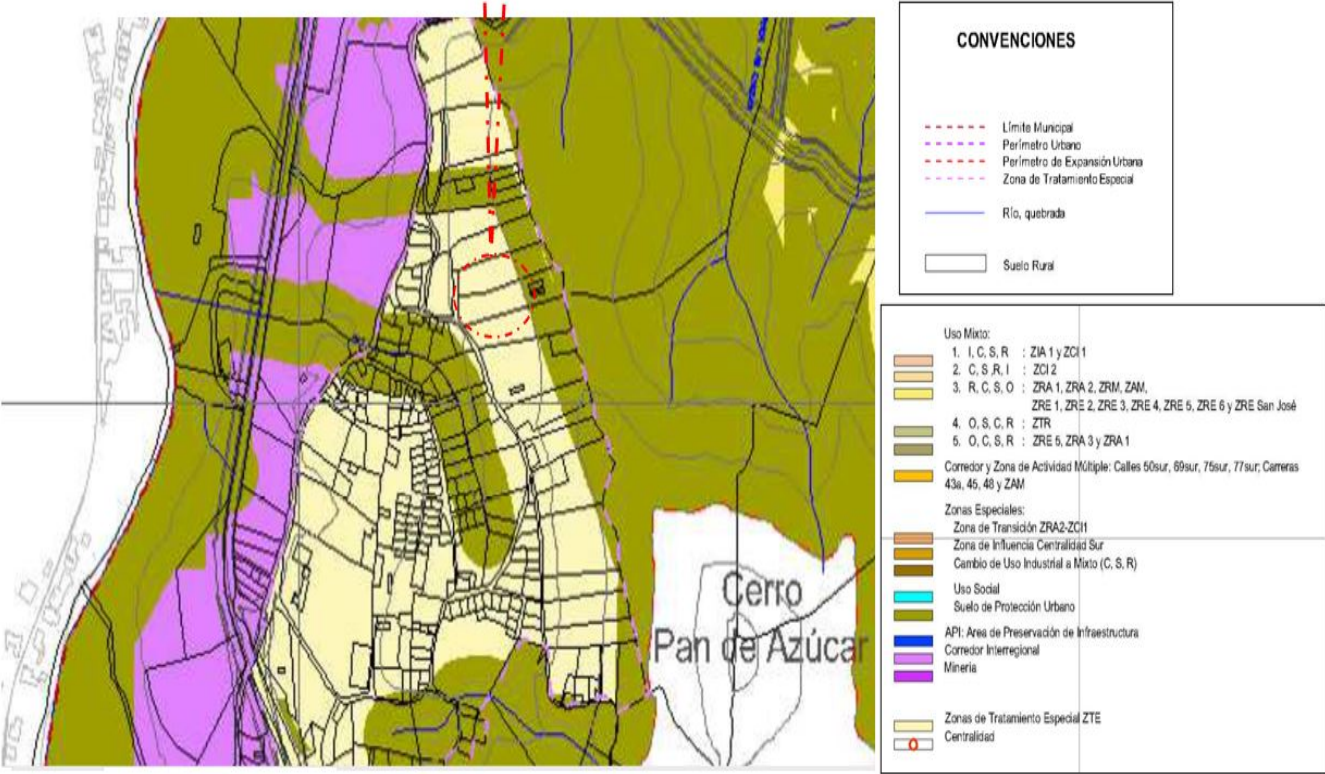 Cerro
Pan de Azúcar
CONVENCIONES
Límite Municipal
Perímetro Urbano
Perímetro de Expansión Urbana
Zona de Tratamiento Especial
Río, quebrada
Suelo Rural
Uso Mixto:
1. I, C, S, R : ZIA 1 y ZCI 1
2. C, S ,R, I : ZCI 2
3. R, C, S, O : ZRA 1, ZRA 2, ZRM, ZAM,
ZRE 1, ZRE 2, ZRE 3, ZRE 4, ZRE 5, ZRE 6 y ZRE San José
4. O, S, C, R : ZTR
5. O, C, S, R : ZRE 5, ZRA 3 y ZRA 1
Corredor y Zona de Actividad Múltiple: Calles 50sur, 69sur, 75sur, 77sur; Carreras
43a, 45, 48 y ZAM
Zonas Especiales:
Zona de Transición ZRA2-ZCI1
Zona de Influencia Centralidad Sur
Cambio de Uso Industrial a Mixto (C, S, R)
Uso Social
Suelo de Protección Urbano
API: Area de Preservación de Infraestructura
Corredor Interregional
Mineria
Zonas de Tratamiento Especial ZTE
Centralidad